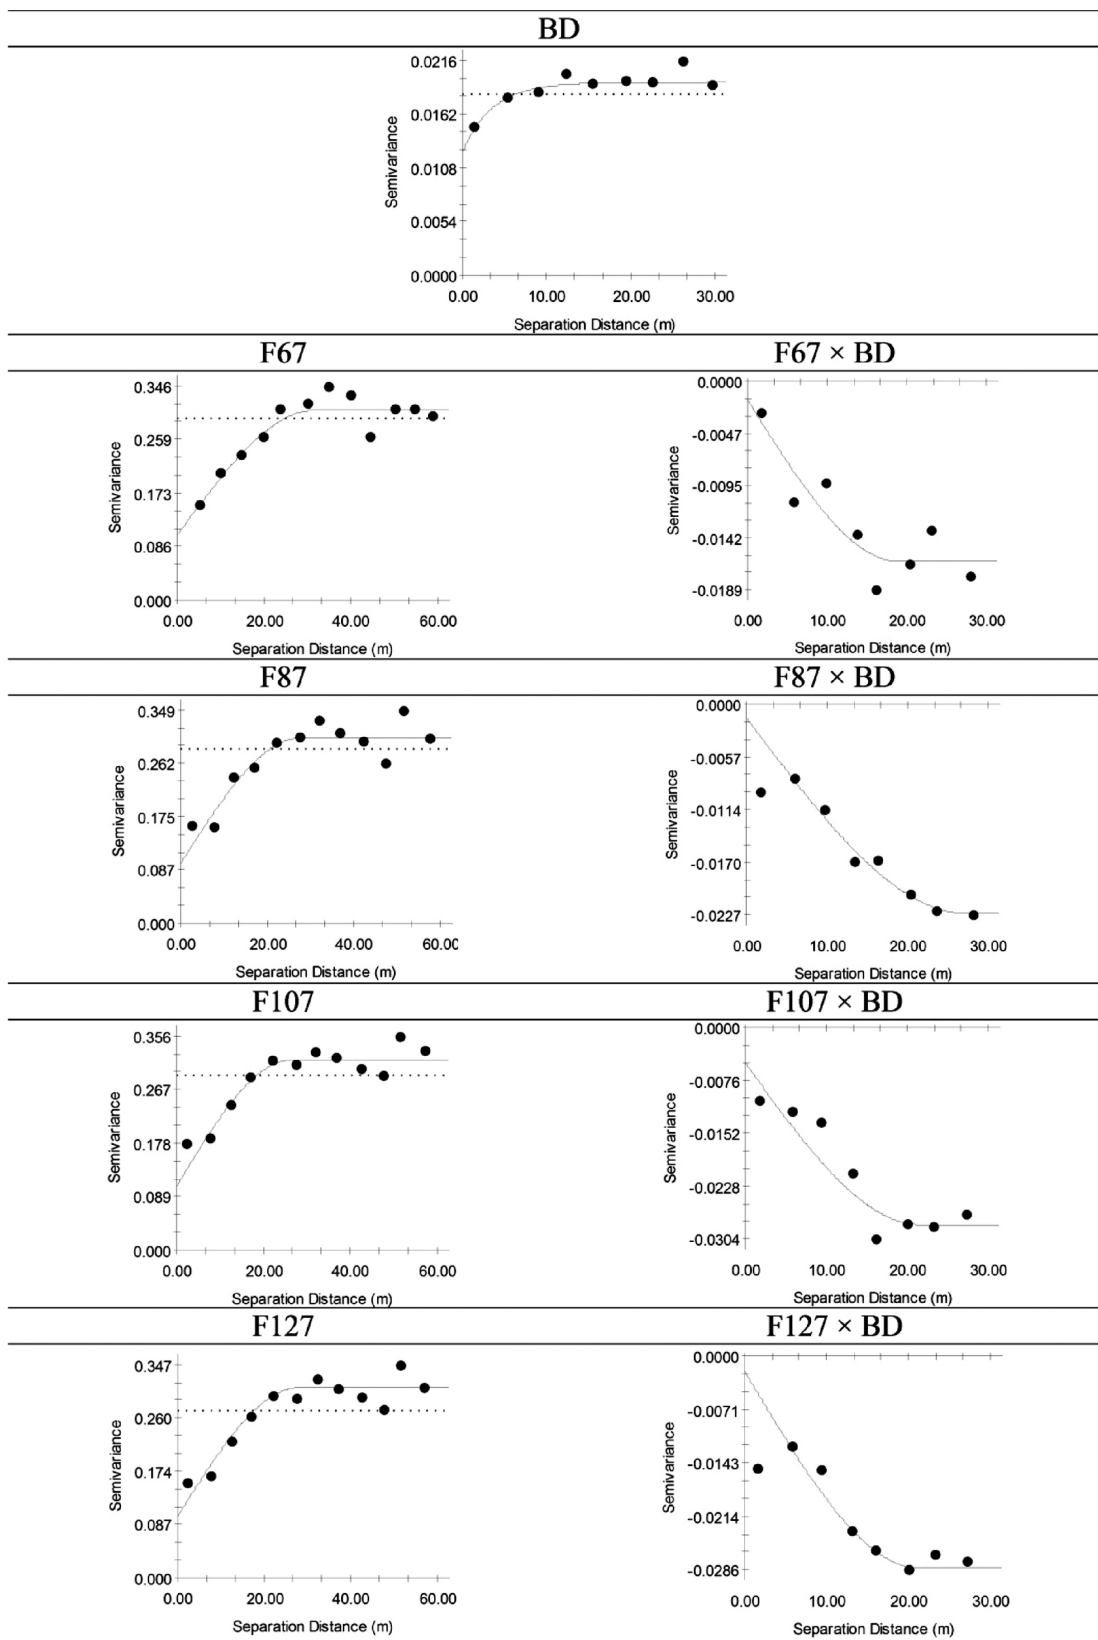 BD
0.0216
0.0162
0.0108
0.0054
0.0000
Semivariance
0.00 10.00 20.00 30.00
Separation Distance (m)
F67 F67 × BD
0.346
0.259
0.173
0.086
0.000
Semivariance
0.00 20.00 40.00 60.00
Separation Distance (m)
0.0000
-0.0047
-0.0095
-0.0142
-0.0189
Semivariance
0.00 10.00 20.00 30.00
Separation Distance (m)
F87 F87 × BD
0.349
0.262
0.175
0.087
0.000
Semivariance
0.00 20.00 40.00 60.00
Separation Distance (m)
0.0000
-0.0057
-0.0114
-0.0170
-0.0227
Semivariance
0.00 10.00 20.00 30.00
Separation Distance (m)
F107 F107 × BD
0.356
0.267
0.178
0.089
0.000
Semivariance
0.00 20.00 40.00 60.00
Separation Distance (m)
0.0000
-0.0076
-0.0152
-0.0228
-0.0304
Semivariance
0.00 10.00 20.00 30.00
Separation Distance (m)
F127 F127 × BD
0.347
0.260
0.174
0.087
0.000
Semivariance
0.00 20.00 40.00 60.00
Separation Distance (m)
0.0000
-0.0071
-0.0143
-0.0214
-0.0286
Semivariance
0.00 10.00 20.00 30.00
Separation Distance (m)